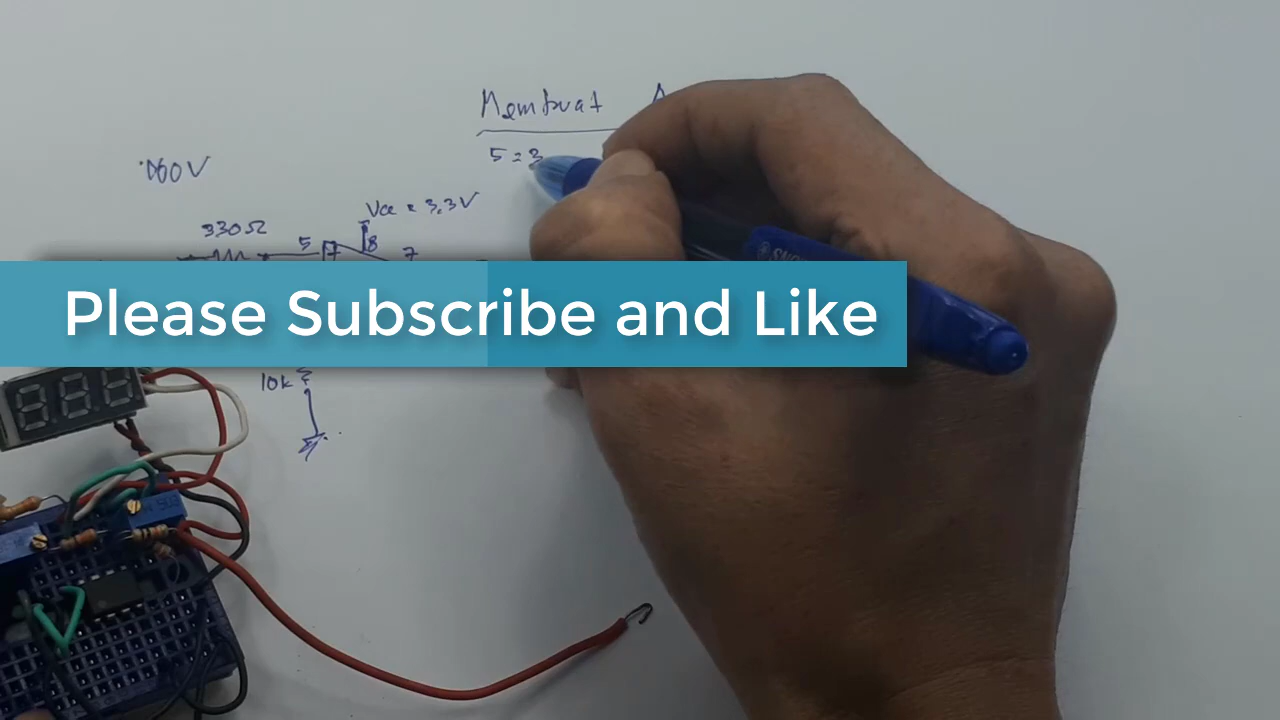 Membuat A
5 = 3
Vcc = 3,3V
330Ω
5
8
7
Please Subscribe and Like
10k